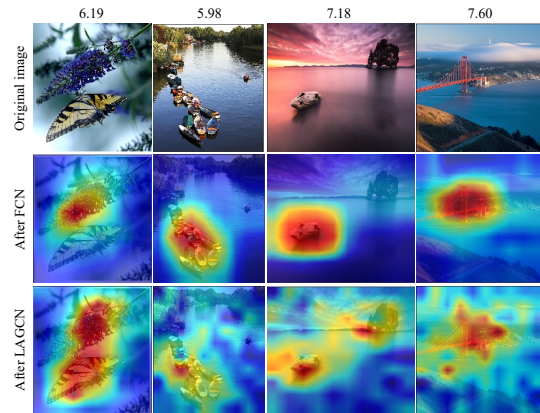 6.19 5.98 7.18 7.60
Original image
After FCN
After LAGCN